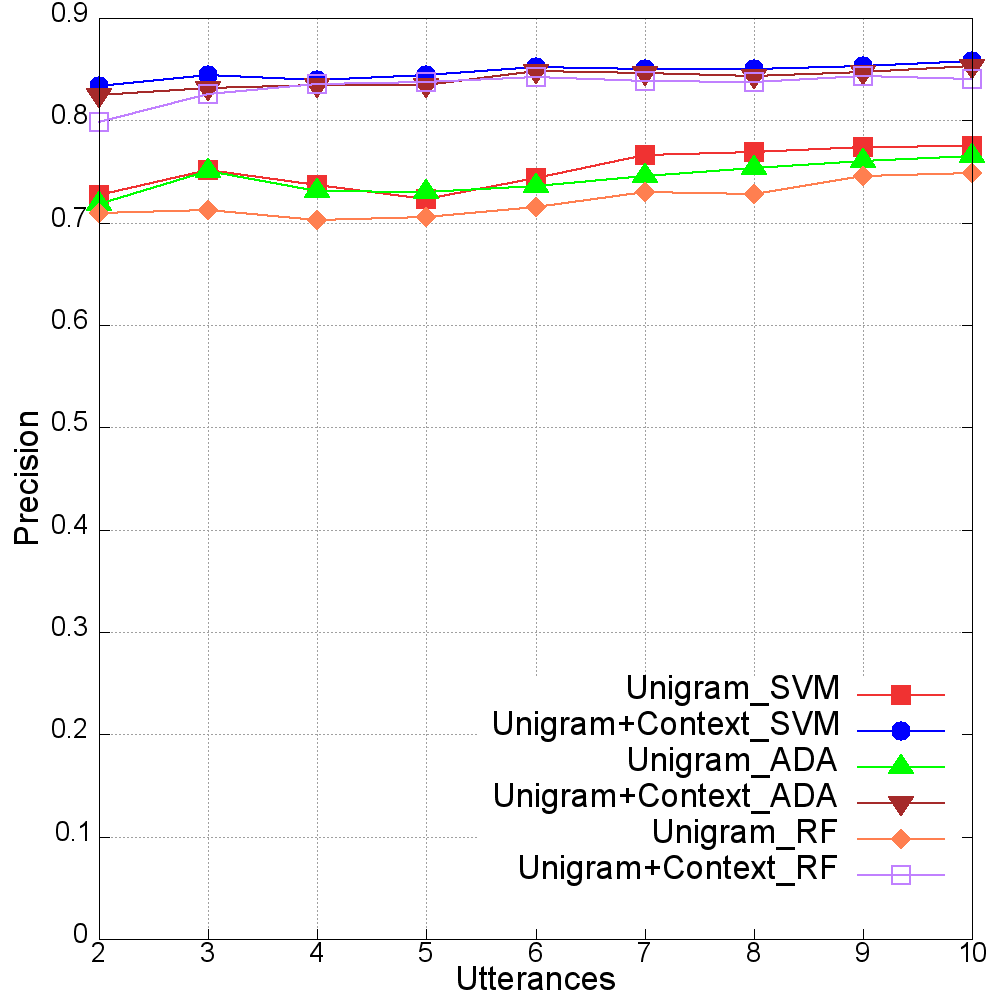 0.9
0.8
0.7
0.6
0.5
0.4
0.3
0.2
0.1
0
Precision
Unigram_SVM
Unigram+Context_SVM
Unigram_ADA
Unigram+Context_ADA
Unigram_RF
Unigram+Context_RF
2 3 4 5 6 7 8 9 10
Utterances